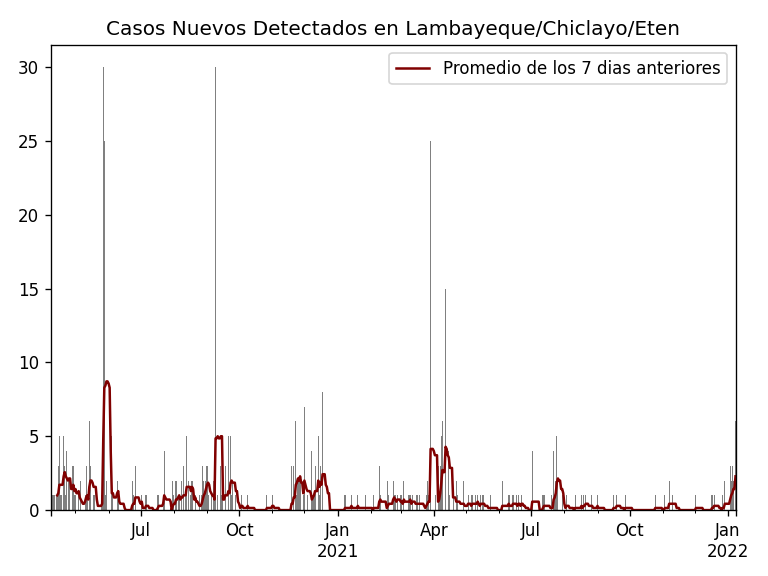 Casos Nuevos Detectados en Lambayeque/Chiclayo/Eten
Promedio de los 7 dias anteriores
30
25
20
15
10
5
0
Jul Oct Jan Apr Jul Oct Jan
2021 2022